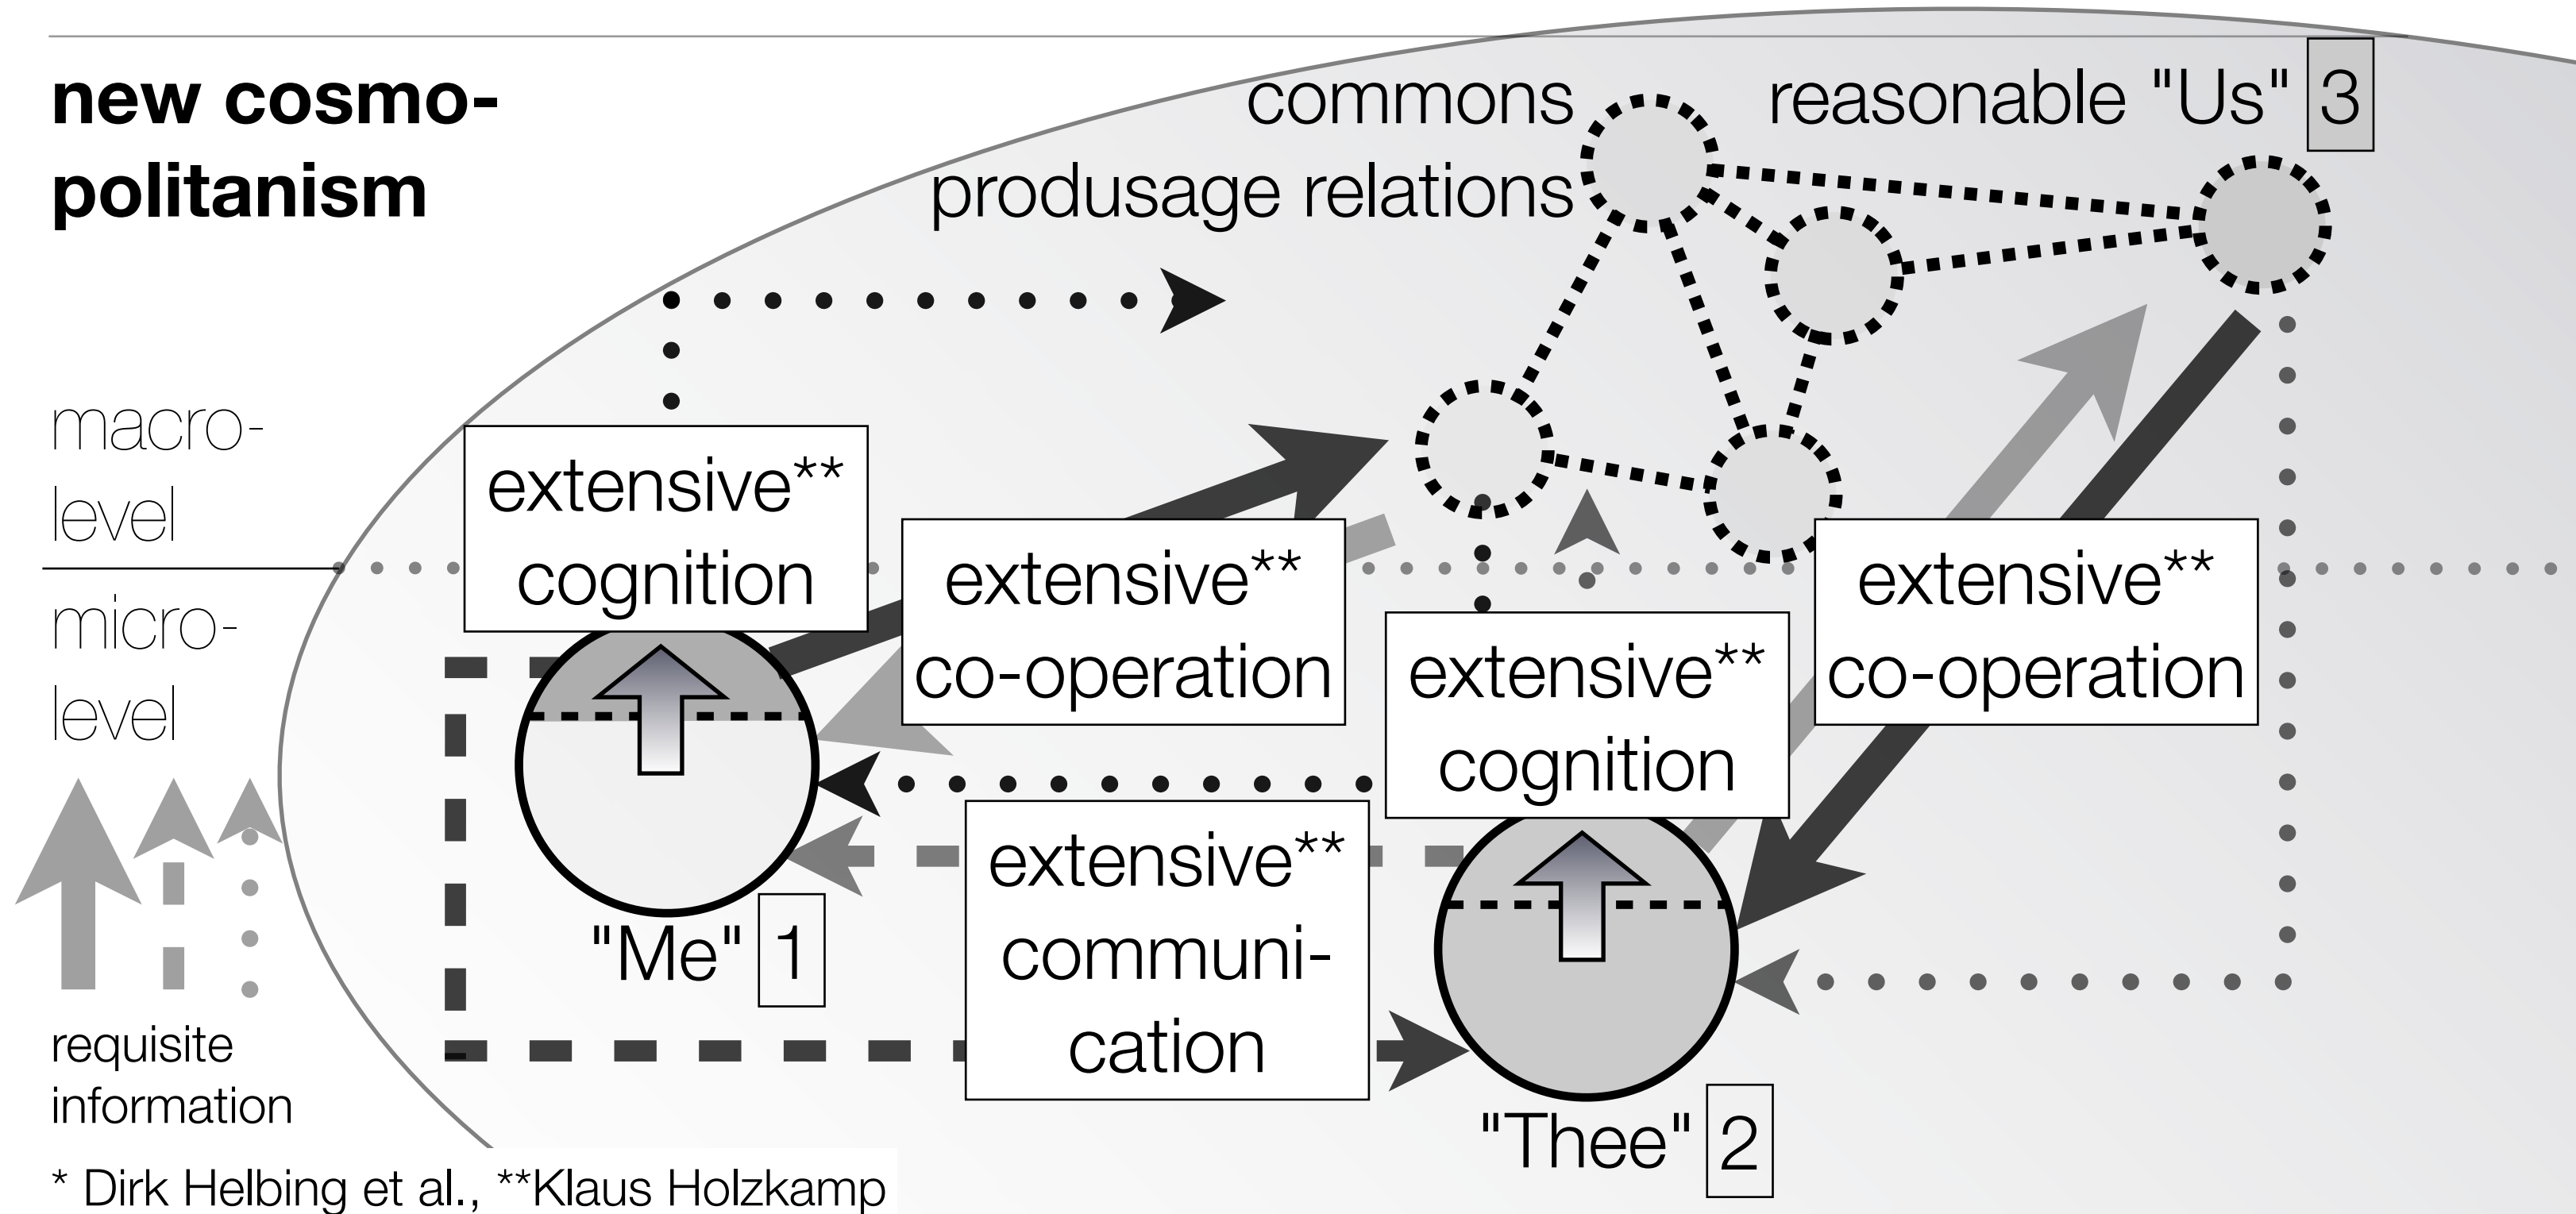 new cosmo-
politanism
commons
produsage relations
reasonable "Us" 3
macro-
level
micro-
level
extensive**
cognition
extensive**
co-operation
extensive**
cognition
extensive**
co-operation
extensive**
communi-
cation
"Me" 1
"Thee" 2
requisite
information
* Dirk Helbing et al., **Klaus Holzkamp